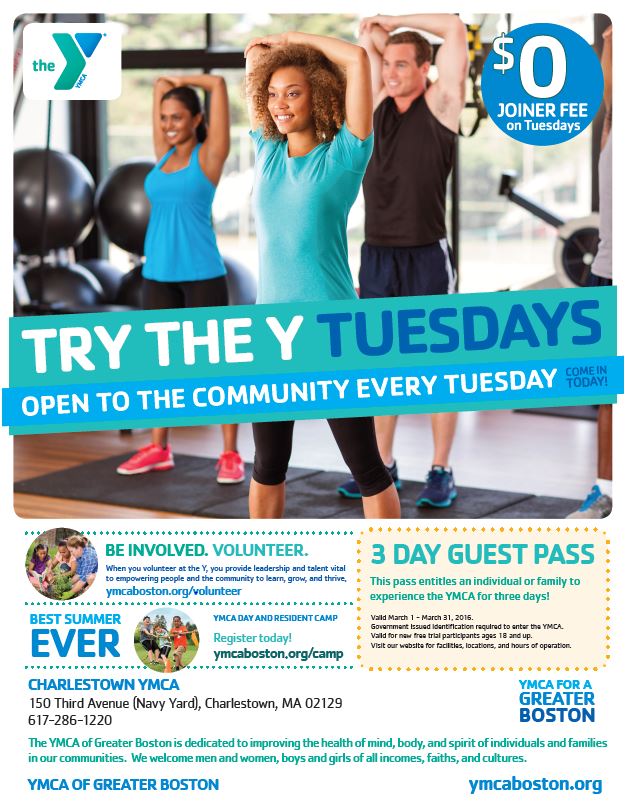 the
YMCA
$0
JOINER FEE
on Tuesdays
TRY THE Y TUESDAYS
OPEN TO THE COMMUNITY EVERY TUESDAY
COME IN
TODAY!
BE INVOLVED. VOLUNTEER.
When you volunteer at the Y, you provide leadership and talent vital
to empowering people and the community to learn, grow, and thrive,
ymcaboston.org/volunteer
BEST SUMMER
EVER
YMCA DAY AND RESIDENT CAMP
Register today!
ymcaboston.org/camp
3 DAY GUEST PASS
This pass entitles an individual or family to
experience the YMCA for three days!
Valid March 1 - March 31, 2016.
Government issued identification required to enter the YMCA.
Valid for new free trial participants ages 18 and up.
Visit our website for facilities, locations, and hours of operation.
CHARLESTOWN YMCA
150 Third Avenue (Navy Yard), Charlestown, MA 02129
617-286-1220
YMCA FOR A
GREATER
BOSTON
The YMCA of Greater Boston is dedicated to improving the health of mind, body, and spirit of individuals and families
in our communities. We welcome men and women, boys and girls of all incomes, faiths, and cultures.
YMCA OF GREATER BOSTON
ymcaboston.org